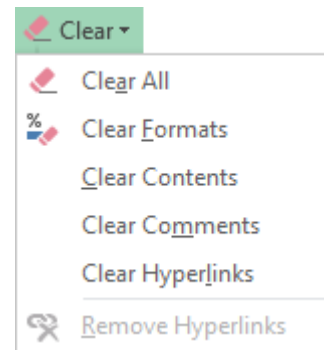 Clear
Clear All
% Clear Formats
Clear Contents
Clear Comments
Clear Hyperlinks
Remove Hyperlinks